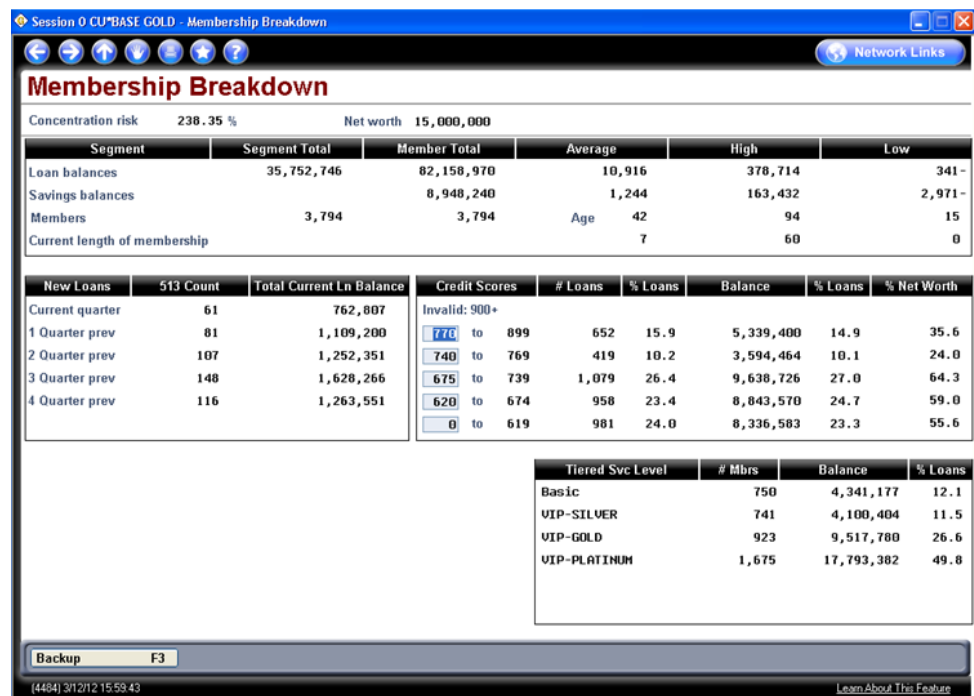 Session 0 CU*BASE GOLD - Membership Breakdown
Network Links
Membership Breakdown
Concentration risk 238.35 % Net worth 15,000,000
Segment Segment Total Member Total Average High Low
Loan balances 35,752,746 82,158,970 10,916 378,714 341-
Savings balances 8,948,240 1,244 163,432 2,971-
Members 3,794 3,794 Age 42 94 15
Current length of membership 7 60 0
New Loans 513 Count Total Current Ln Balance
Current quarter 61 762,807
1 Quarter prev 81 1,109,200
2 Quarter prev 107 1,252,351
3 Quarter prev 148 1,628,266
4 Quarter prev 116 1,263,551
Credit Scores # Loans % Loans Balance % Loans % Net Worth
Invalid: 900+
770 to 899 652 15.9 5,339,400 14.9 35.6
740 to 769 419 10.2 3,594,464 10.1 24.0
675 to 739 1,079 26.4 9,638,726 27.0 64.3
620 to 674 958 23.4 8,843,570 24.7 59.0
0 to 619 981 24.0 8,336,583 23.3 55.6
Tiered Svc Level # Mbrs Balance % Loans
Basic 750 4,341,177 12.1
VIP-SILVER 741 4,100,404 11.5
VIP-GOLD 923 9,517,780 26.6
VIP-PLATINUM 1,675 17,793,382 49.8
Backup F3
(4484) 3/12/12 15:59:43
Learn About This Feature